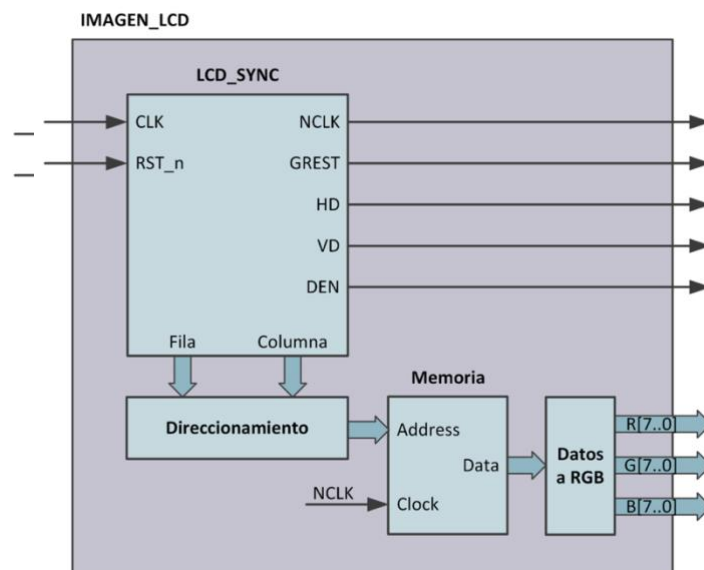 IMAGEN_LCD
LCD_SYNC
CLK
NCLK
RST_n
GREST
HD
VD
DEN
Fila
Columna
Memoria
Direccionamiento
Address
Data
NCLK
Clock
Datos
a RGB
R[7..0]
G[7..0]
B[7..0]